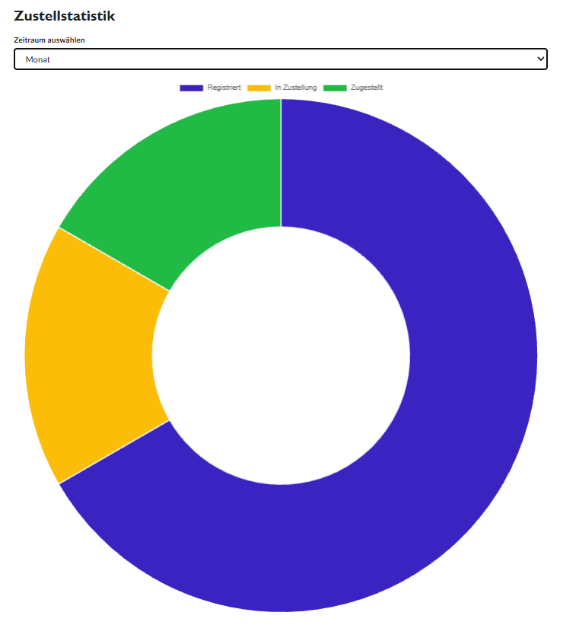 Zustellstatistik
Zeitraum auswählen
Monat
Registriert In Zustellung Zugestellt